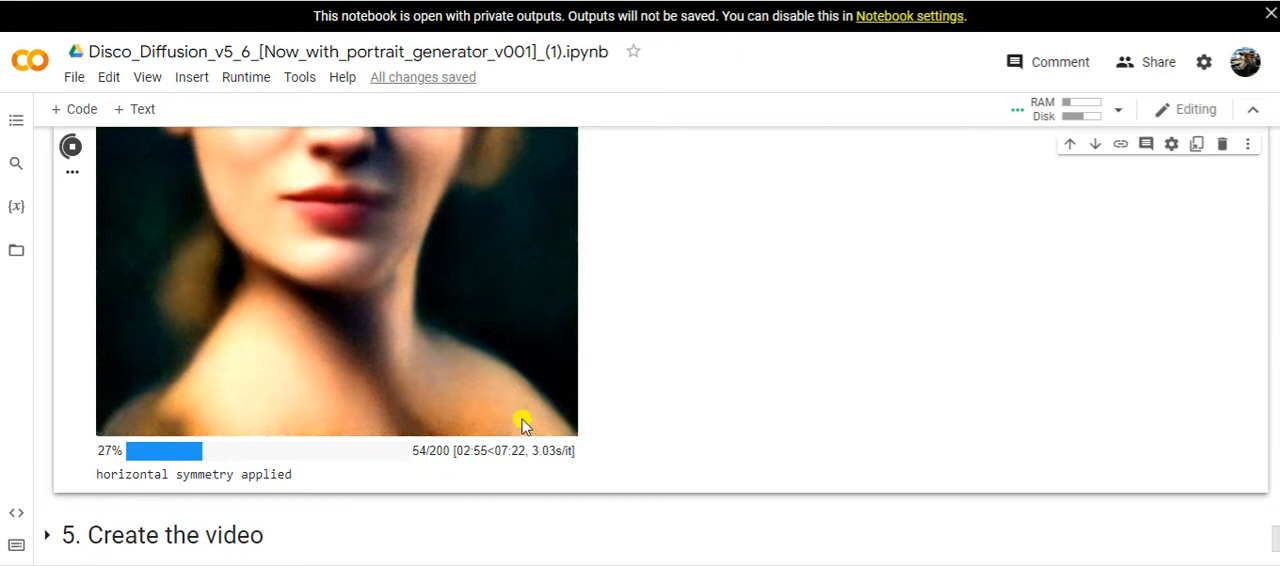 This notebook is open with private outputs. Outputs will not be saved. You can disable this in Notebook settings.
Disco_Diffusion_v5_6_[Now_with_portrait_generator_v001]_(1).ipynb
Comment
Share
File Edit View Insert Runtime Tools Help All changes saved
+ Code + Text
RAM
Disk
Editing
{x}
27% 54/200 [02:55<07:22, 3.03s/it]
horizontal symmetry applied
5. Create the video